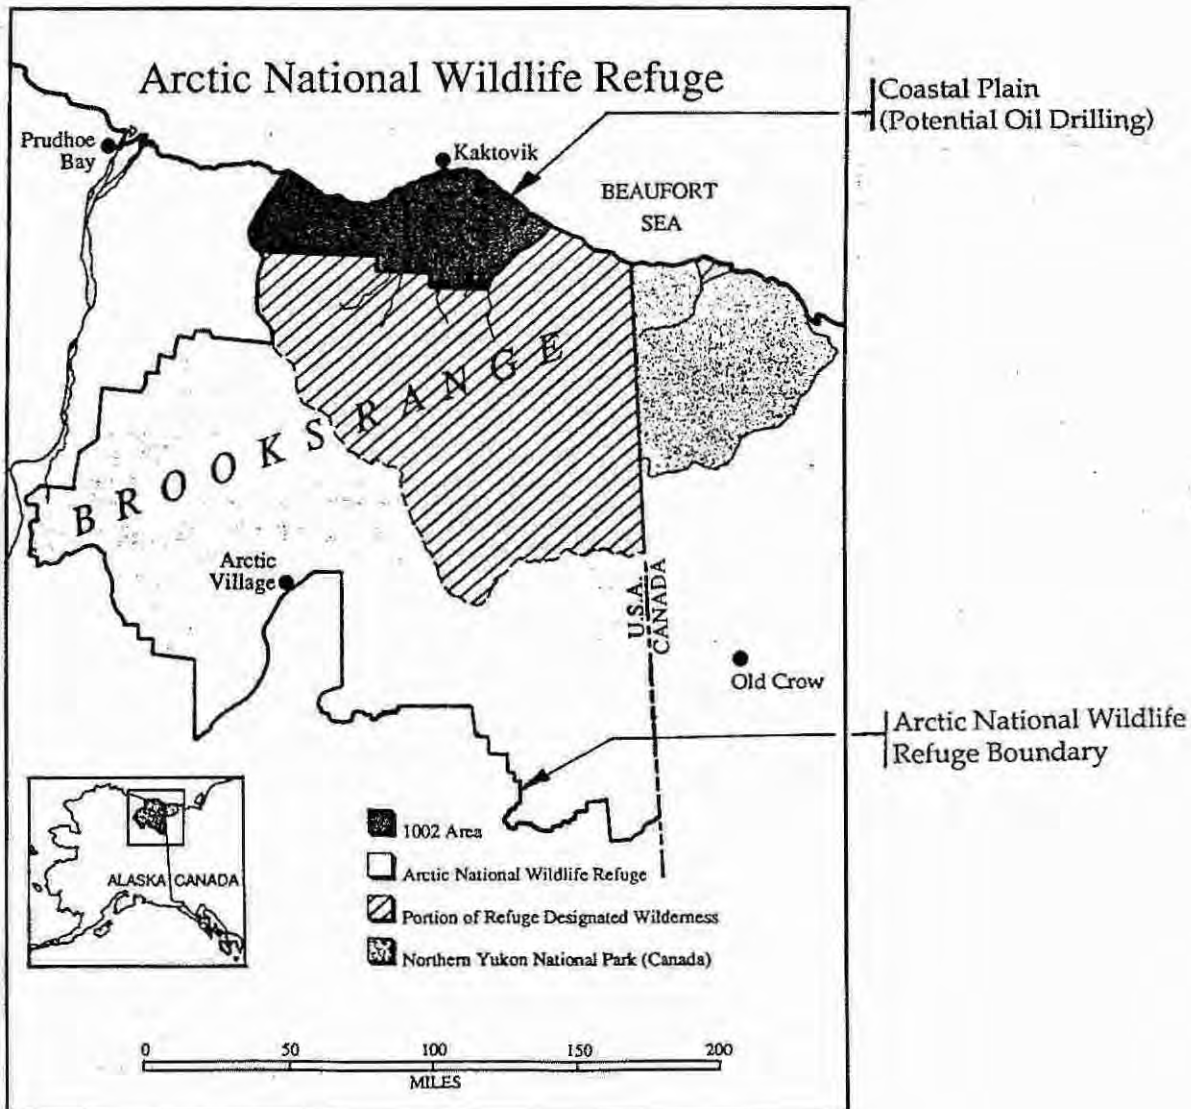 Arctic National Wildlife Refuge
Coastal Plain
(Potential Oil Drilling)
Prudhoe
Bay
Kaktovik
BEAUFORT
SEA
BROOKS RANGE
Arctic
Village
U.S.A.
CANADA
Old Crow
Arctic National Wildlife
Refuge Boundary
1002 Area
Arctic National Wildlife Refuge
Portion of Refuge Designated Wilderness
Northern Yukon National Park (Canada)
ALASKA CANADA
0 50 100 150 200
MILES